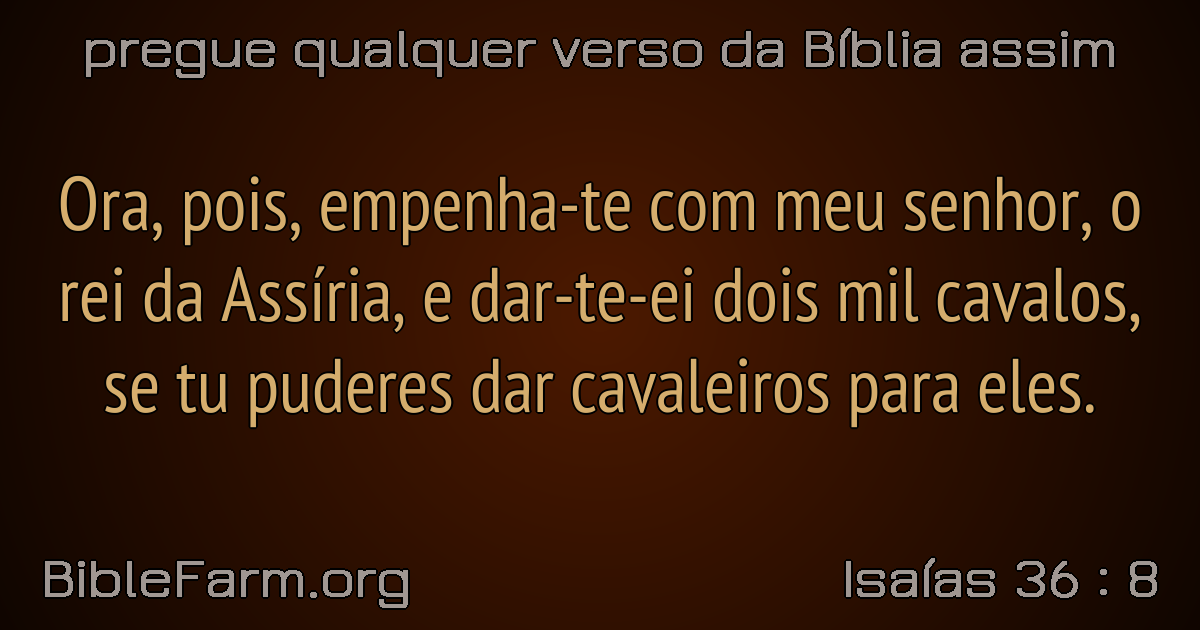 pregue qualquer verso da Bíblia assim
Ora, pois, empenha-te com meu senhor, o
rei da Assíria, e dar-te-ei dois mil cavalos,
se tu puderes dar cavaleiros para eles.
BibleFarm.org
Isaías 36 : 8